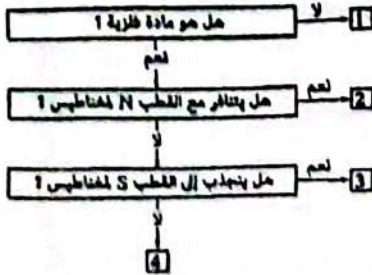 هل هو مادة فلزية ؟
لا
1
نعم
هل يتنافر مع القطب N لمغناطيس ؟
نعم
2
لا
هل ينجذب إلى القطب S لمغناطيس ؟
نعم
3
لا
4